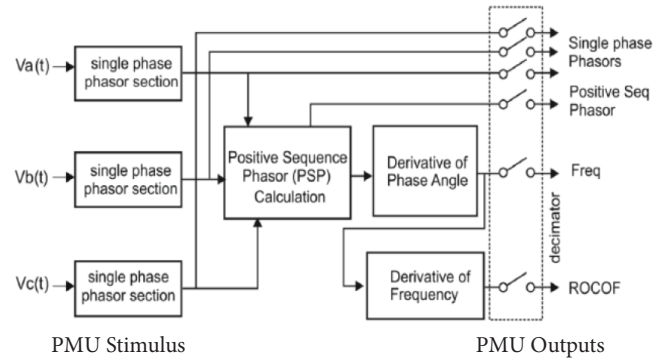 Va(t)
single phase
phasor section
Single phase
Phasors
Positive Seq
Phasor
Vb(t)
single phase
phasor section
Positive Sequence
Phasor (PSP)
Calculation
Derivative of
Phase Angle
Freq
decimator
Vc(t)
single phase
phasor section
Derivative of
Frequency
ROCOF
PMU Stimulus
PMU Outputs